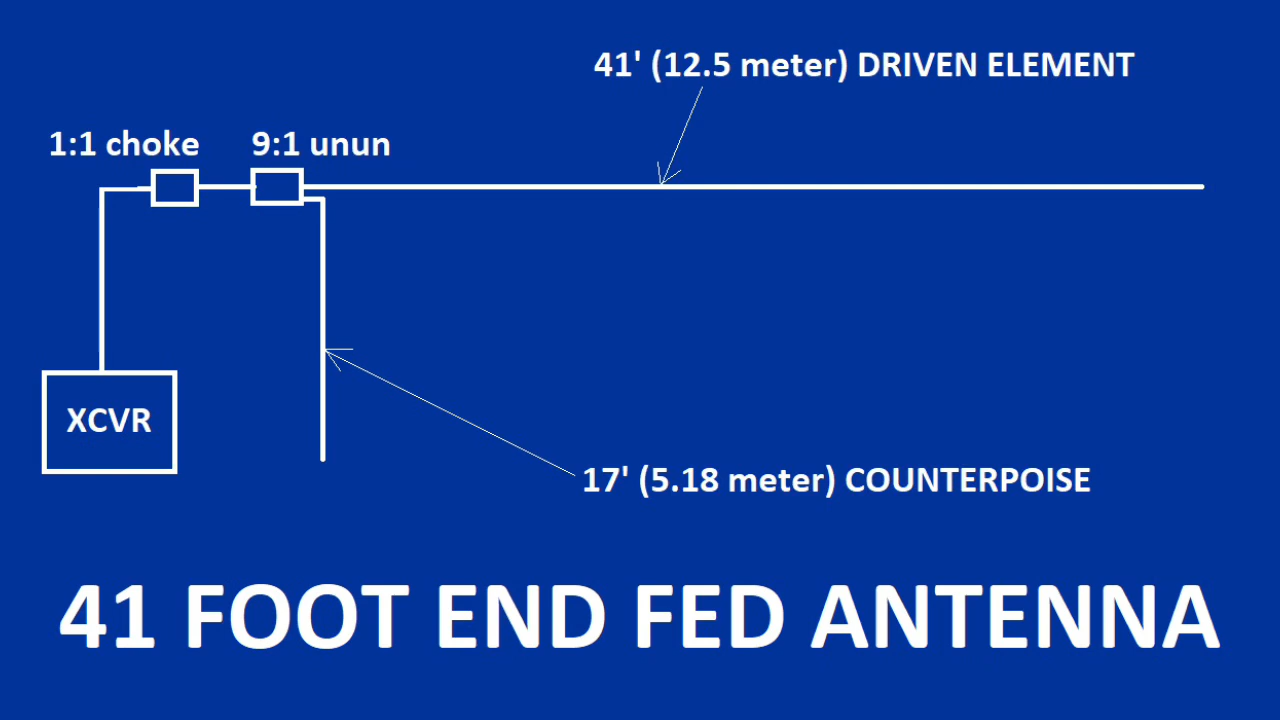 41' (12.5 meter) DRIVEN ELEMENT
1:1 choke
9:1 unun
XCVR
17' (5.18 meter) COUNTERPOISE
41 FOOT END FED ANTENNA